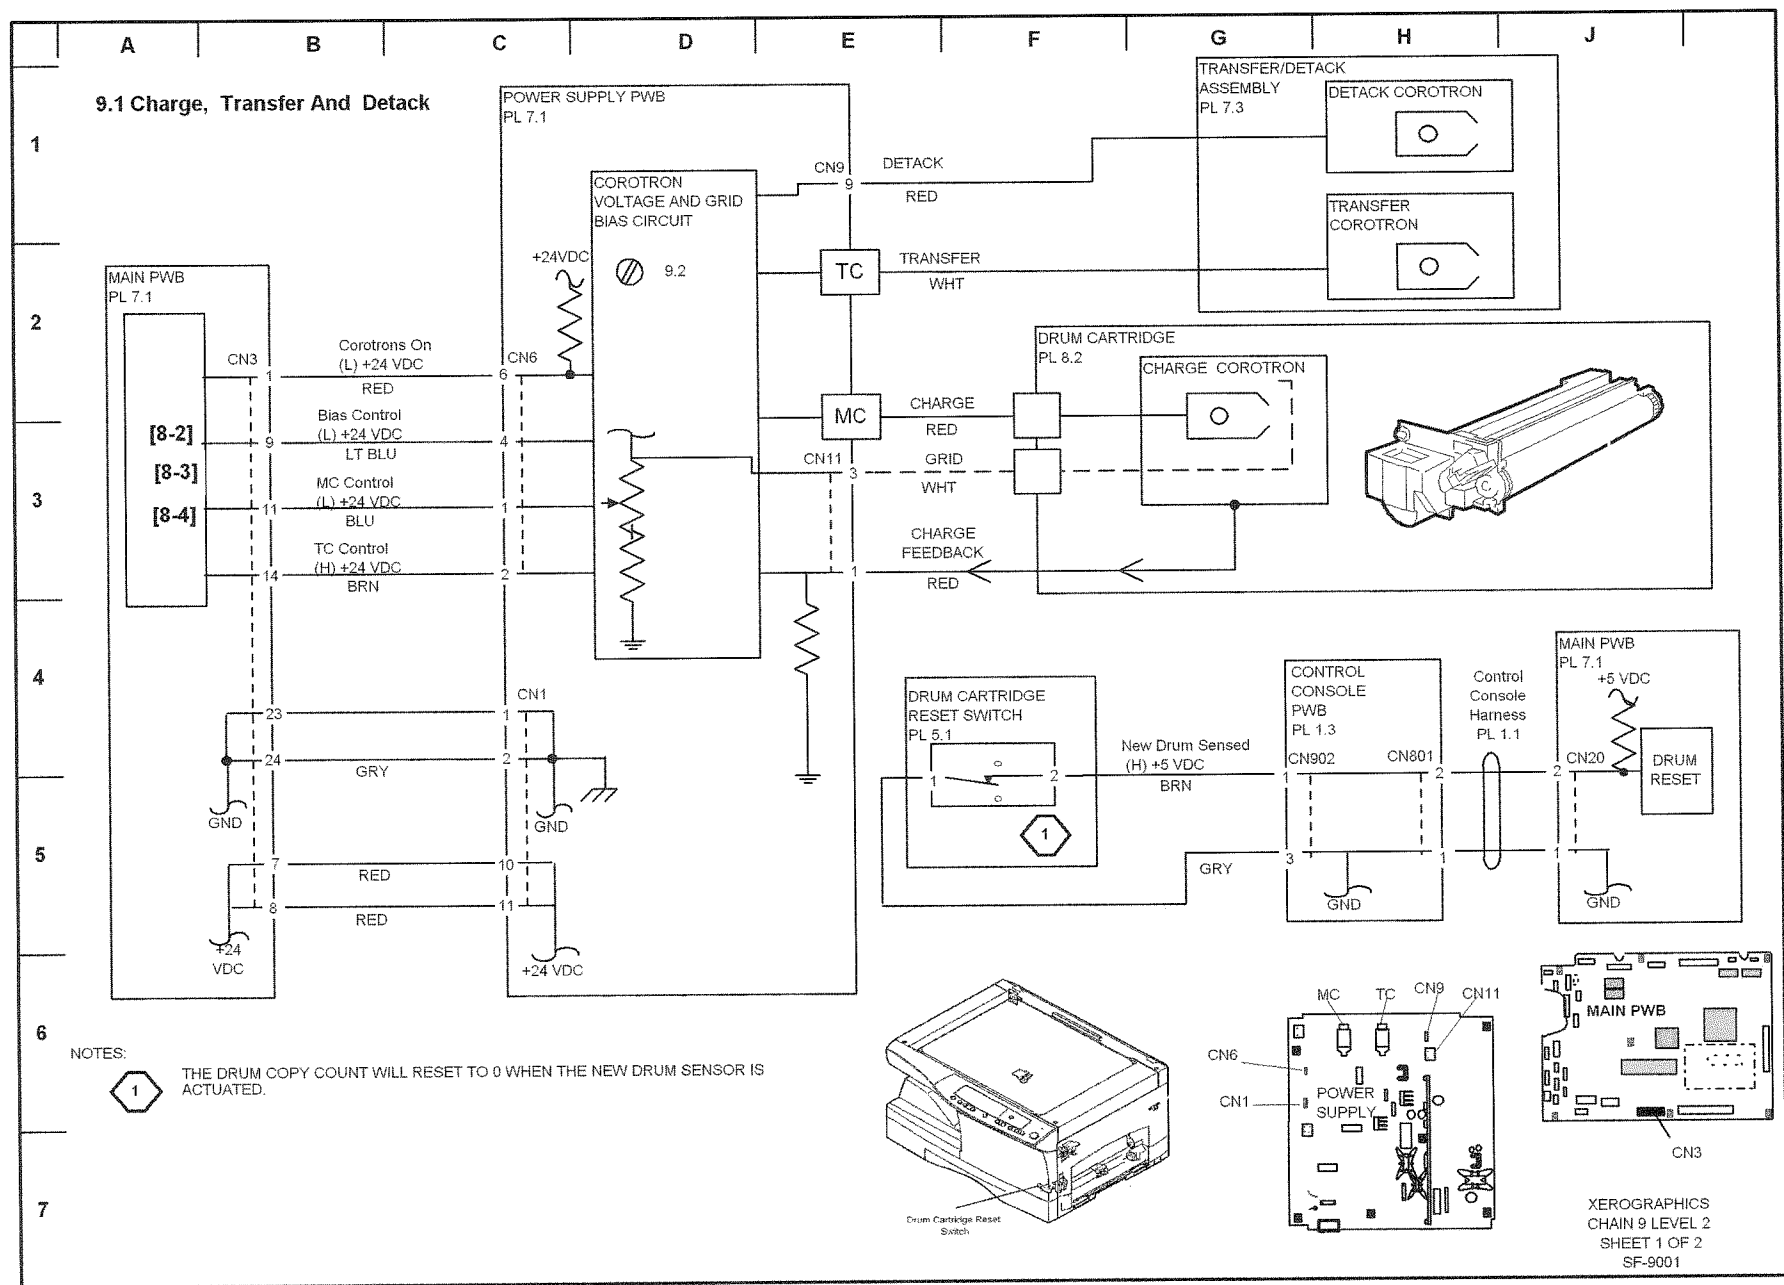 A B C D E F G H J
1
2
3
4
5
6
7
9.1 Charge, Transfer And Detack
POWER SUPPLY PWB
PL 7.1
COROTRON
VOLTAGE AND GRID
BIAS CIRCUIT
9.2
+24VDC
CN9
9
DETACK
RED
TC
TRANSFER
WHT
MC
CHARGE
RED
CN11
3
GRID
WHT
CHARGE
FEEDBACK
1
RED
TRANSFER/DETACK
ASSEMBLY
PL 7.3
DETACK COROTRON
TRANSFER
COROTRON
DRUM CARTRIDGE
PL 8.2
CHARGE COROTRON
MAIN PWB
PL 7.1
[8-2]
[8-3]
[8-4]
CN3
CN6
Corotrons On
(L) +24 VDC
1
6
RED
Bias Control
(L) +24 VDC
9
4
LT BLU
MC Control
(L) +24 VDC
11
1
BLU
TC Control
(H) +24 VDC
14
2
BRN
CN1
23
1
24
2
GRY
GND
GND
7
10
RED
8
11
RED
+24
VDC
+24 VDC
DRUM CARTRIDGE
RESET SWITCH
PL 5.1
1
2
1
New Drum Sensed
(H) +5 VDC
BRN
GRY
CONTROL
CONSOLE
PWB
PL 1.3
CN902
CN801
1
2
3
1
GND
Control
Console
Harness
PL 1.1
MAIN PWB
PL 7.1
+5 VDC
2
CN20
DRUM
RESET
1
GND
NOTES:
1
THE DRUM COPY COUNT WILL RESET TO 0 WHEN THE NEW DRUM SENSOR IS
ACTUATED.
Drum Cartridge Reset
Switch
MC
TC
CN9
CN11
CN6
CN1
POWER
SUPPLY
MAIN PWB
CN3
XEROGRAPHICS
CHAIN 9 LEVEL 2
SHEET 1 OF 2
SF-9001